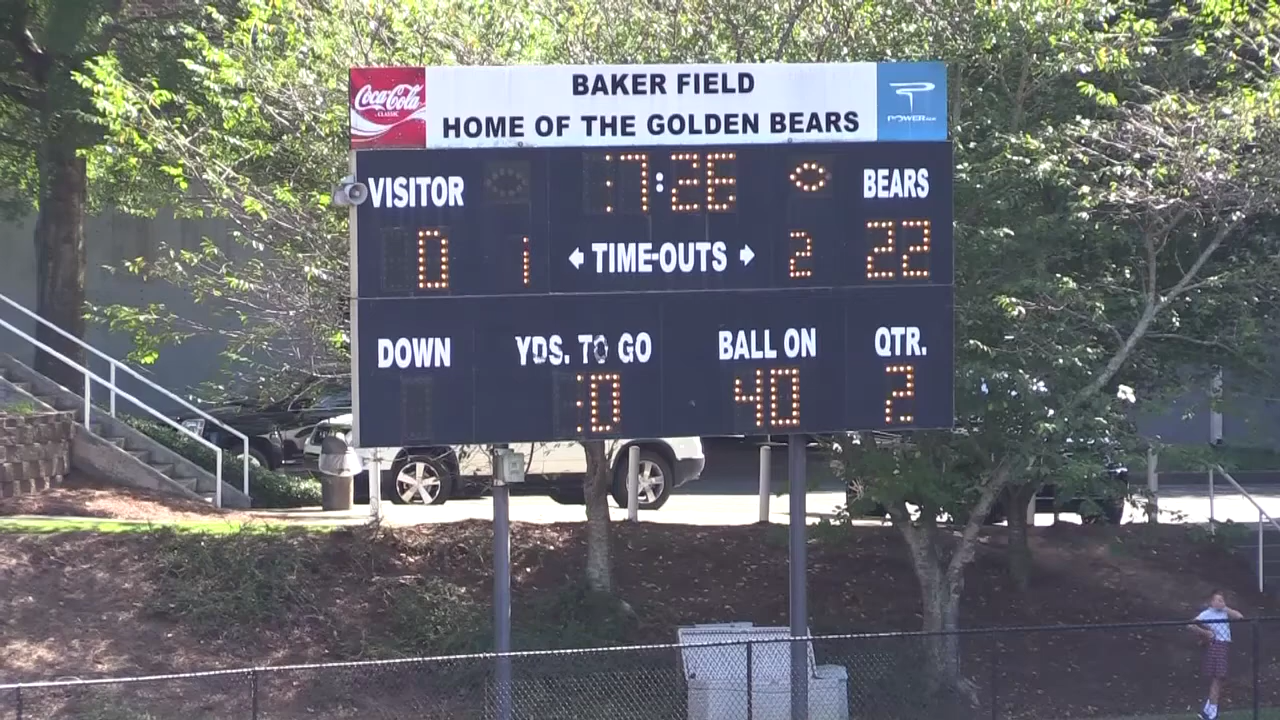 BAKER FIELD
Coca-Cola
CLASSIC
HOME OF THE GOLDEN BEARS
VISITOR
:7:26
BEARS
0
1
TIME-OUTS
2
22
DOWN
YDS. TO GO
BALL ON
QTR.
:0
40
2